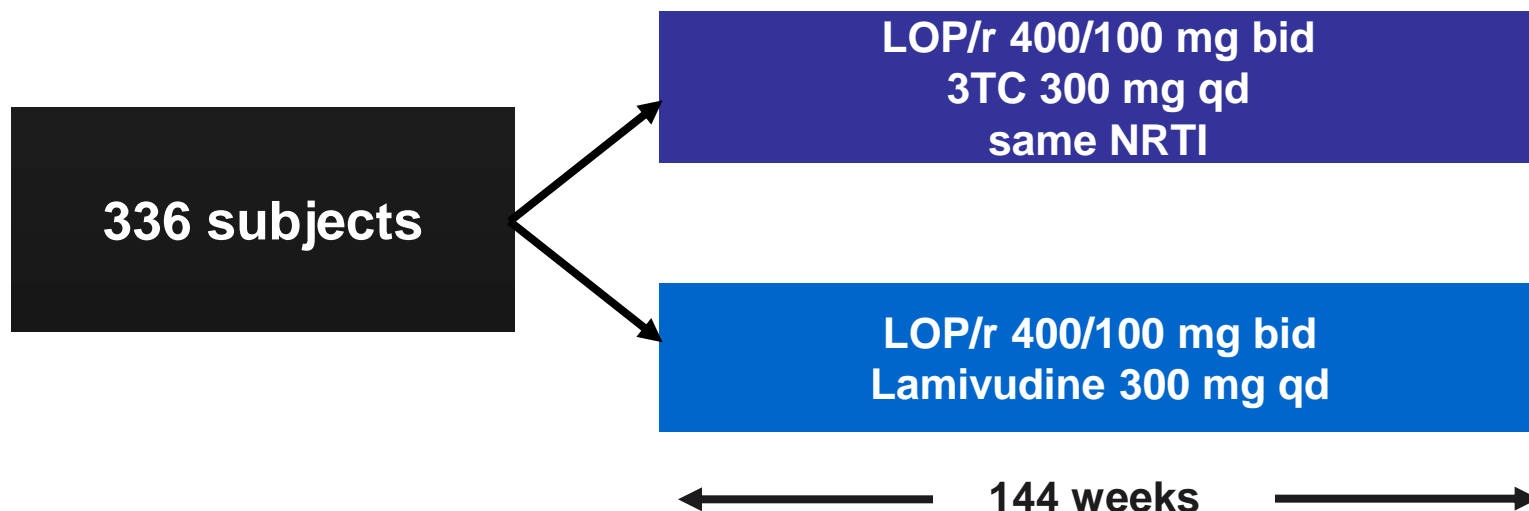 LOP/r 400/100 mg bid
3TC 300 mg qd
same NRTI
336 subjects
LOP/r 400/100 mg bid
Lamivudine 300 mg qd
144 weeks